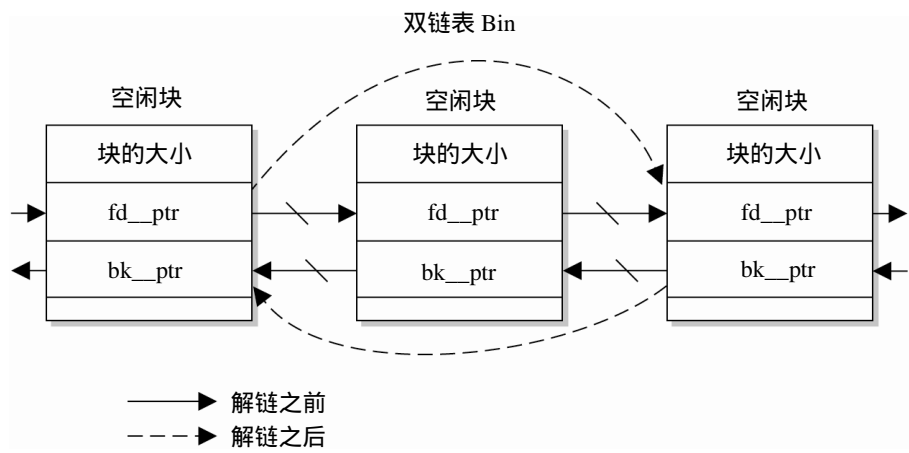 双链表 Bin
空闲块 空闲块 空闲块
块的大小 块的大小 块的大小
fd__ptr fd__ptr fd__ptr
bk__ptr bk__ptr bk__ptr
解链之前
解链之后